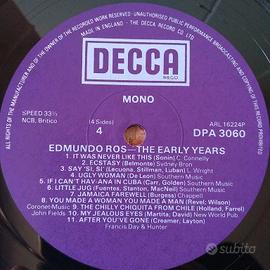 ALL RIGHTS OF THE MANUFACTURER AND OF THE OWNER OF THE RECORDED WORK RESERVED. UNAUTHORISED PUBLIC PERFORMANCE, BROADCASTING AND COPYING OF THIS RECORD PROHIBITED
MADE IN ENGLAND · THE DECCA RECORD CO. LTD.
DECCA
MONO
SPEED 33⅓
NCB, Britico
(4 Sides)
4
ARL 16224P
DPA 3060
EDMUNDO ROS—THE EARLY YEARS
1 IT WAS NEVER LIKE THIS (Sonin) C. Connelly
2 ECSTASY (Belmonte) Sydney Bron
3 SAY 'SI, SI' (Lecuona, Stillman, Luban) L. Wright
4 UGLY WOMAN (De Leon) Southern Music
5 IF I CAN'T HAV-ANA IN CUBA (Carr, Golden) Southern Music
6 LITTLE JUG (Fuentes, Stanton, MacNeil) Southern Music
7 JAMAICA FAREWELL (Burgess) Chappell
8 YOU MADE A WOMAN YOU MADE A MAN (Revel; Wilson)
Coronet-Music 9 THE CHILLY CHIQUITA FROM CHILE (Holland, Farrel)
John Fields 10 MY JEALOUS EYES (Martita; David) New World Pub
11 AFTER YOU'VE GONE (Creamer, Layton)
Francis Day & Hunter
subito